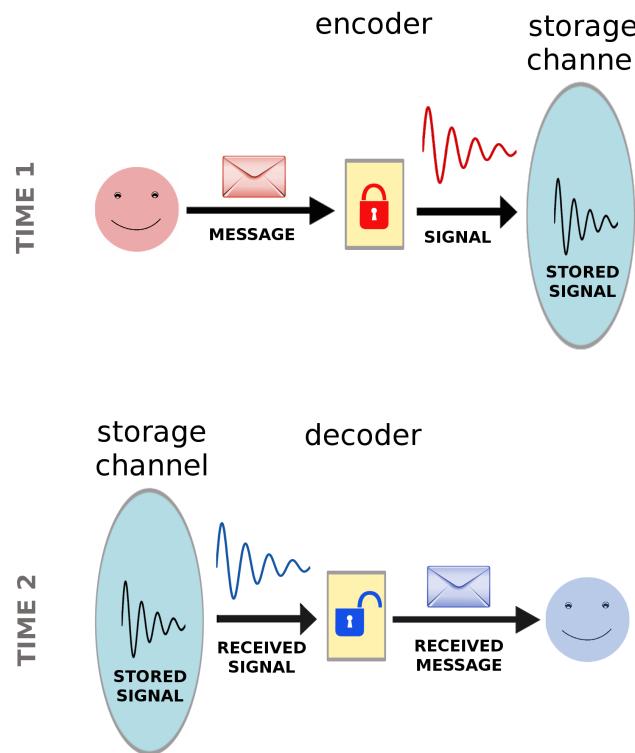 encoder
storage
channel
TIME 1
MESSAGE
SIGNAL
STORED
SIGNAL
storage
channel
decoder
TIME 2
STORED
SIGNAL
RECEIVED
SIGNAL
RECEIVED
MESSAGE